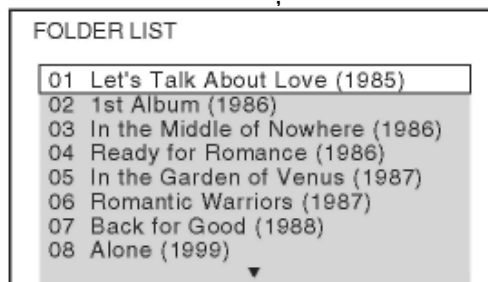 FOLDER LIST
01 Let's Talk About Love (1985)
02 1st Album (1986)
03 In the Middle of Nowhere (1986)
04 Ready for Romance (1986)
05 In the Garden of Venus (1987)
06 Romantic Warriors (1987)
07 Back for Good (1988)
08 Alone (1999)